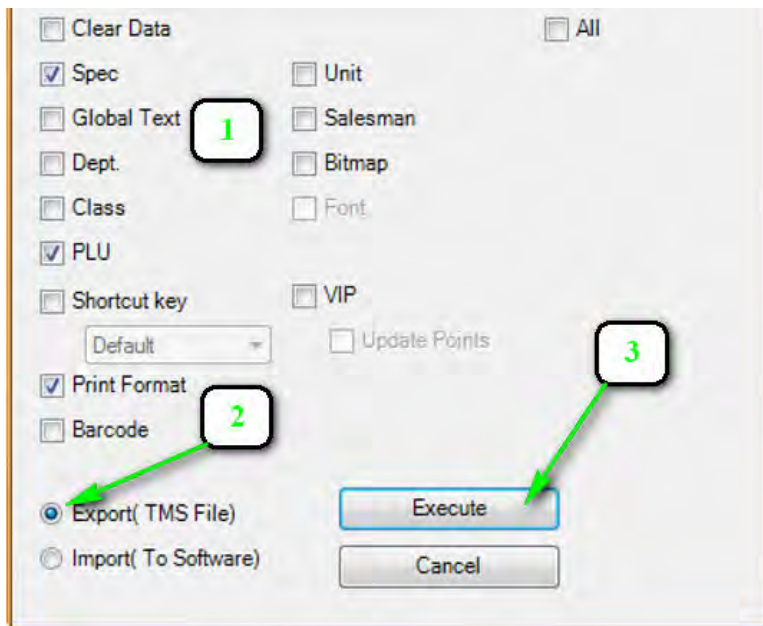 Clear Data
All
Spec
Unit
Global Text
1
Salesman
Dept.
Bitmap
Class
Font
PLU
Shortcut key
VIP
Default
Update Points
3
Print Format
2
Barcode
Export( TMS File)
Execute
Import( To Software)
Cancel